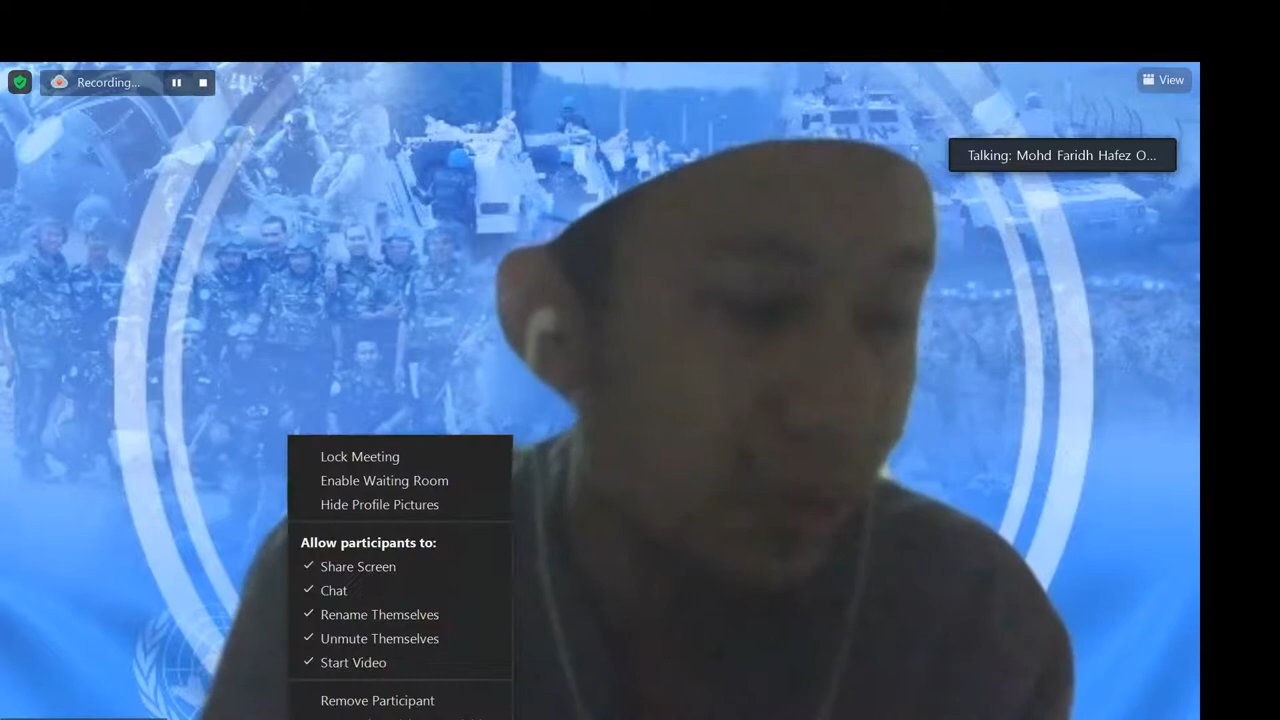 Recording...
View
Talking: Mohd Faridh Hafez O...
Lock Meeting
Enable Waiting Room
Hide Profile Pictures
Allow participants to:
Share Screen
Chat
Rename Themselves
Unmute Themselves
Start Video
Remove Participant